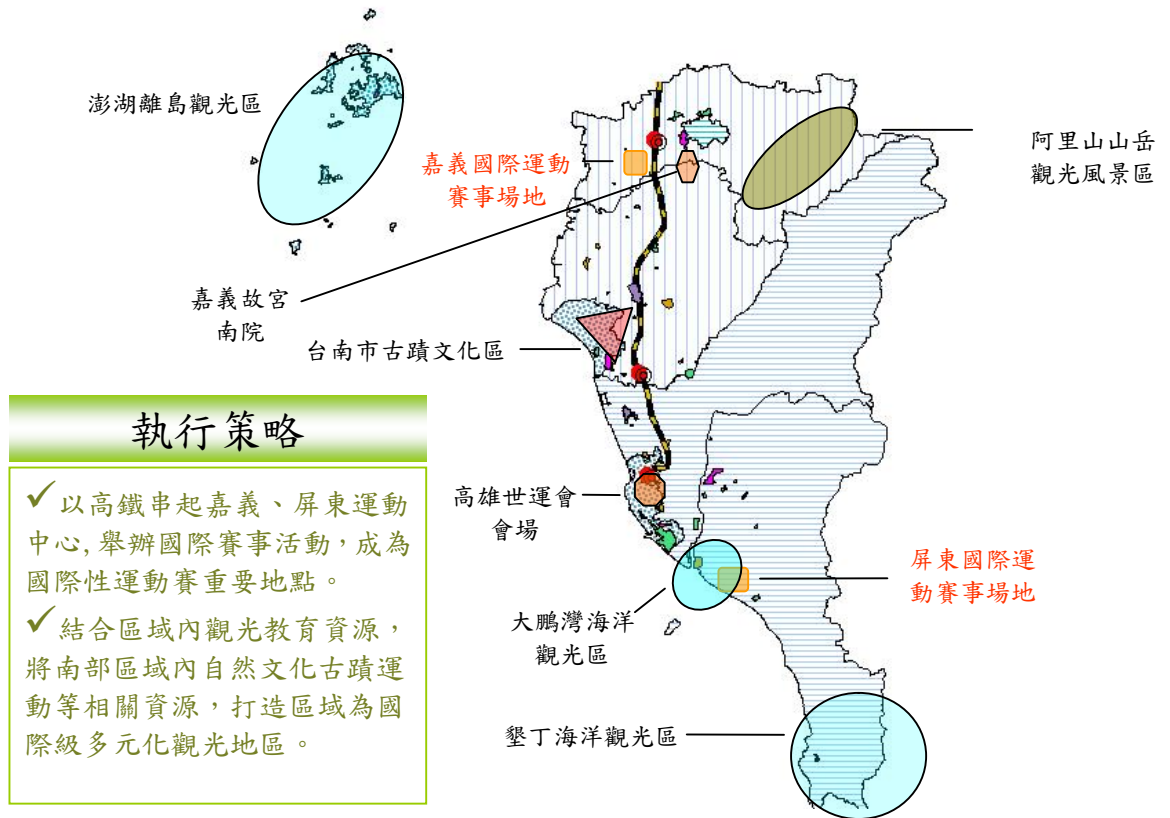 澎湖離島觀光區
嘉義國際運動
賽事場地
阿里山山岳
觀光風景區
嘉義故宮
南院
台南市古蹟文化區
執行策略
✓以高鐵串起嘉義、屏東運動
中心,舉辦國際賽事活動，成為
國際性運動賽重要地點。
✓結合區域內觀光教育資源，
將南部區域內自然文化古蹟運
動等相關資源，打造區域為國
際級多元化觀光地區。
高雄世運會
會場
屏東國際運
動賽事場地
大鵬灣海洋
觀光區
墾丁海洋觀光區